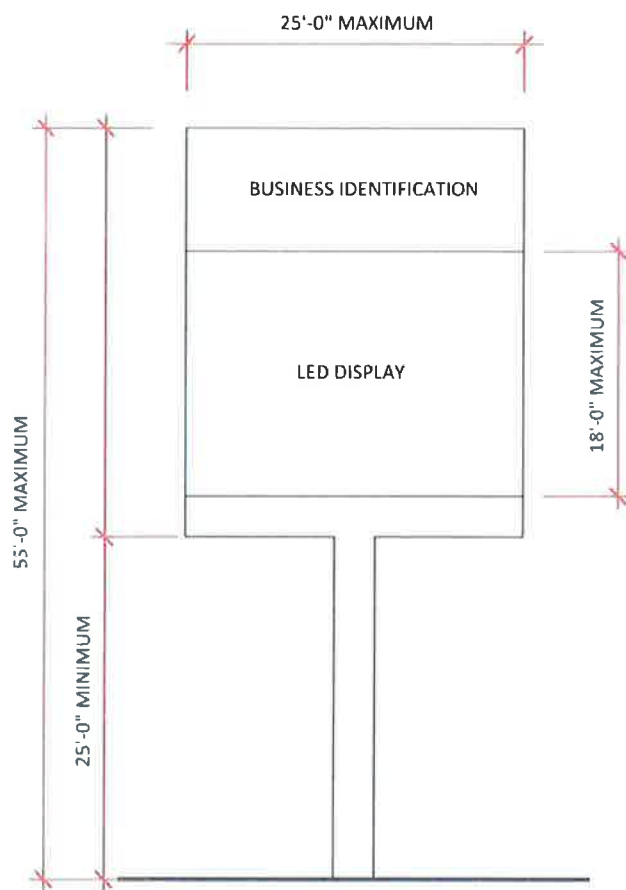 25'-0" MAXIMUM
BUSINESS IDENTIFICATION
LED DISPLAY
18'-0" MAXIMUM
55'-0" MAXIMUM
25'-0" MINIMUM